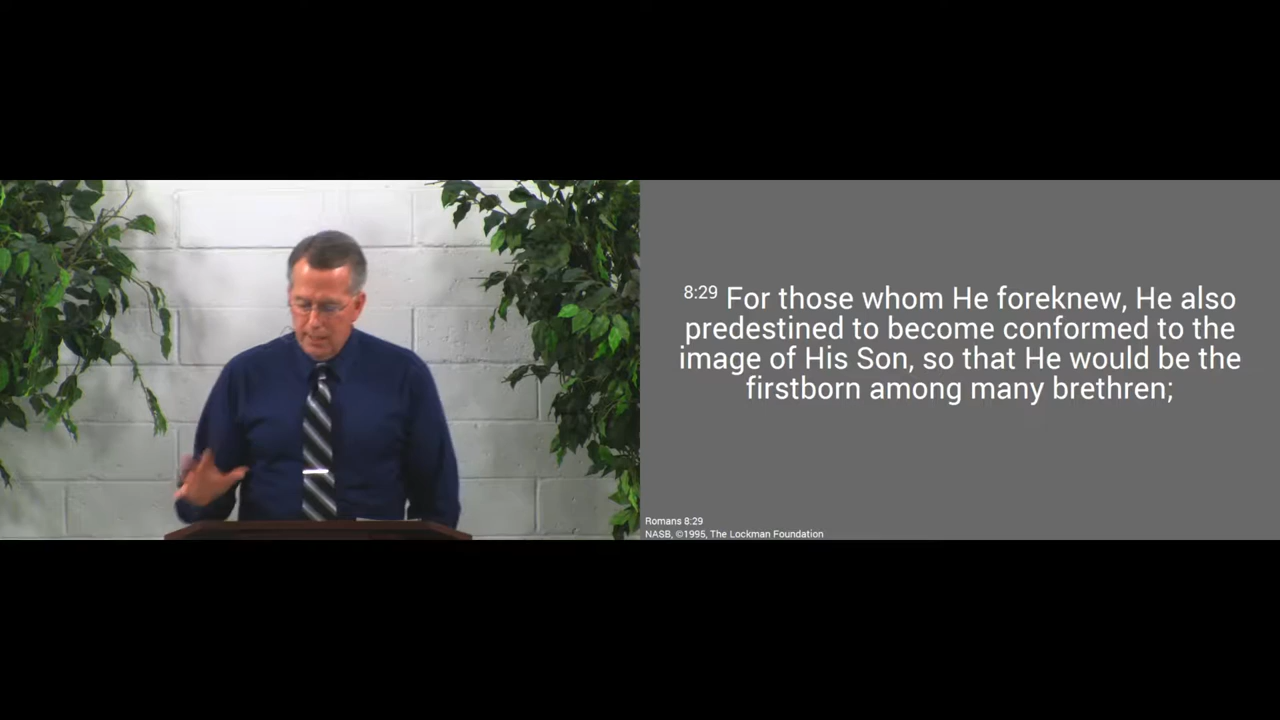 8:29 For those whom He foreknew, He also
predestined to become conformed to the
image of His Son, so that He would be the
firstborn among many brethren;
Romans 8:29
NASB, ©1995, The Lockman Foundation